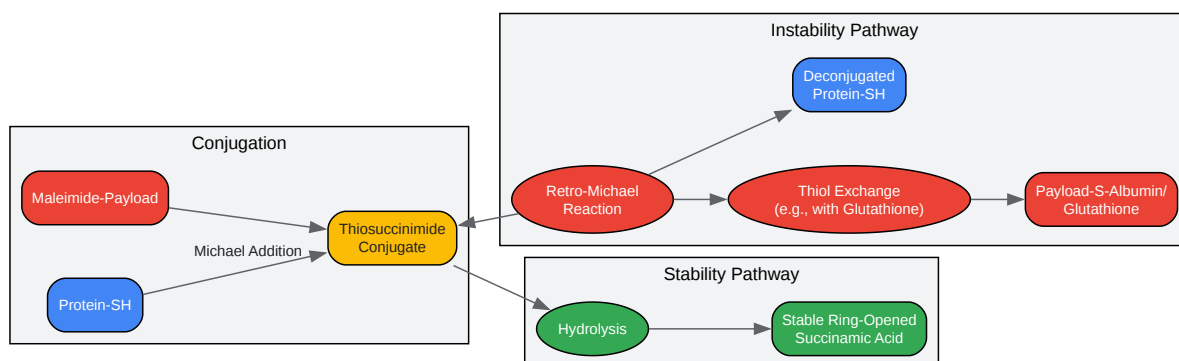 Conjugation
Maleimide-Payload
Protein-SH
Michael Addition
Thiosuccinimide
Conjugate
Instability Pathway
Deconjugated
Protein-SH
Retro-Michael
Reaction
Thiol Exchange
(e.g., with Glutathione)
Payload-S-Albumin/
Glutathione
Stability Pathway
Hydrolysis
Stable Ring-Opened
Succinamic Acid